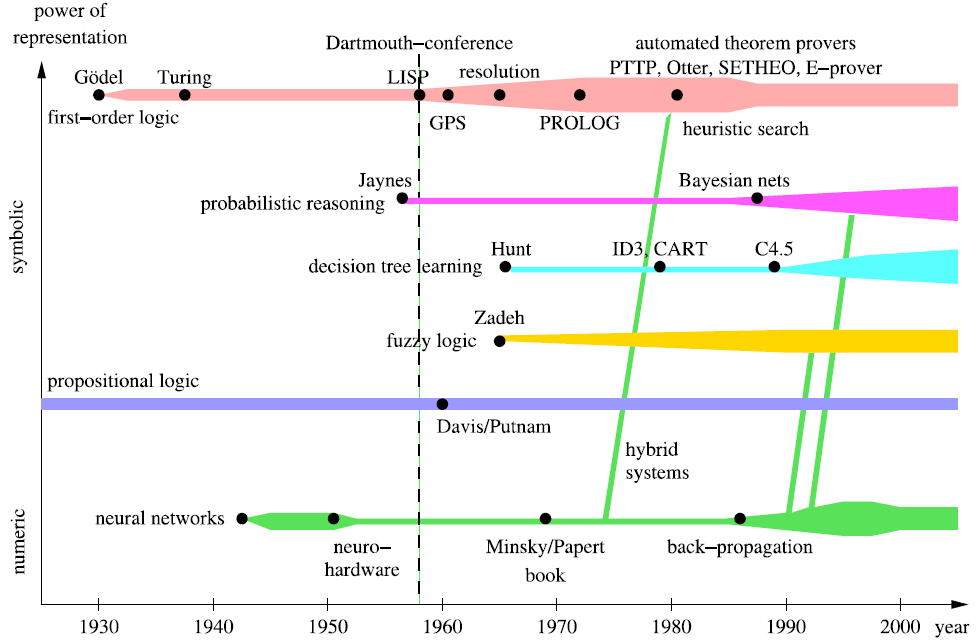 power of
representation
Dartmouth−conference
automated theorem provers
Gödel
Turing
LISP
resolution
PTTP, Otter, SETHEO, E−prover
first−order logic
GPS
PROLOG
heuristic search
Jaynes
Bayesian nets
probabilistic reasoning
symbolic
Hunt
ID3, CART
C4.5
decision tree learning
Zadeh
fuzzy logic
propositional logic
Davis/Putnam
hybrid
systems
numeric
neural networks
neuro−
hardware
Minsky/Papert
book
back−propagation
1930
1940
1950
1960
1970
1980
1990
2000
year